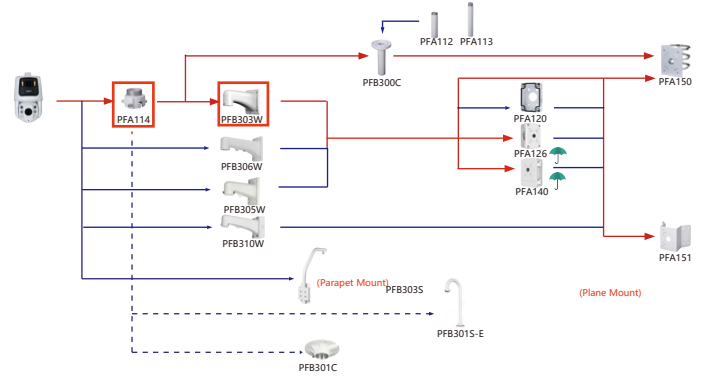 PFA112
PFA113
PFB300C
PFA150
PFA114
PFB303W
PFA120
PFB306W
PFA126
PFA140
PFB305W
PFB310W
PFA151
(Parapet Mount)
PFB303S
(Plane Mount)
PFB301S-E
PFB301C